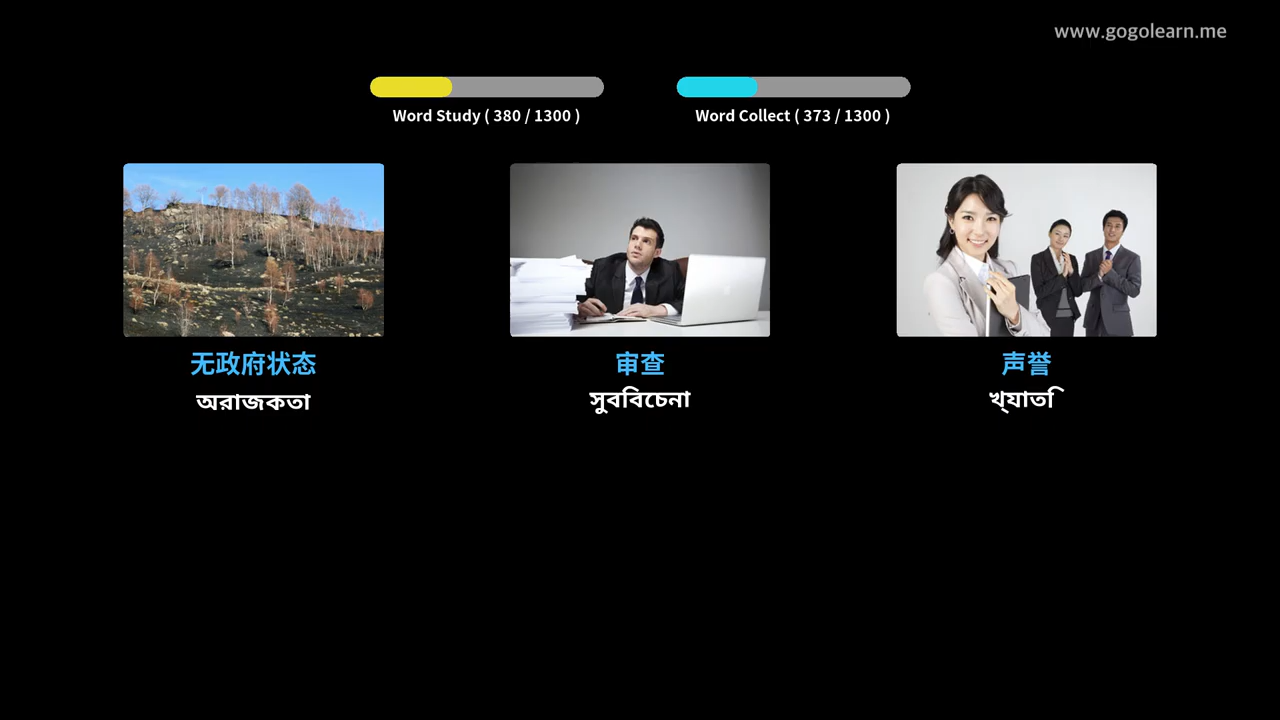 www.gogolearn.me
Word Study ( 380 / 1300 )
Word Collect ( 373 / 1300 )
无政府状态
审查
声誉
অরাজকতা
সুববিচেনা
খ্যাতি